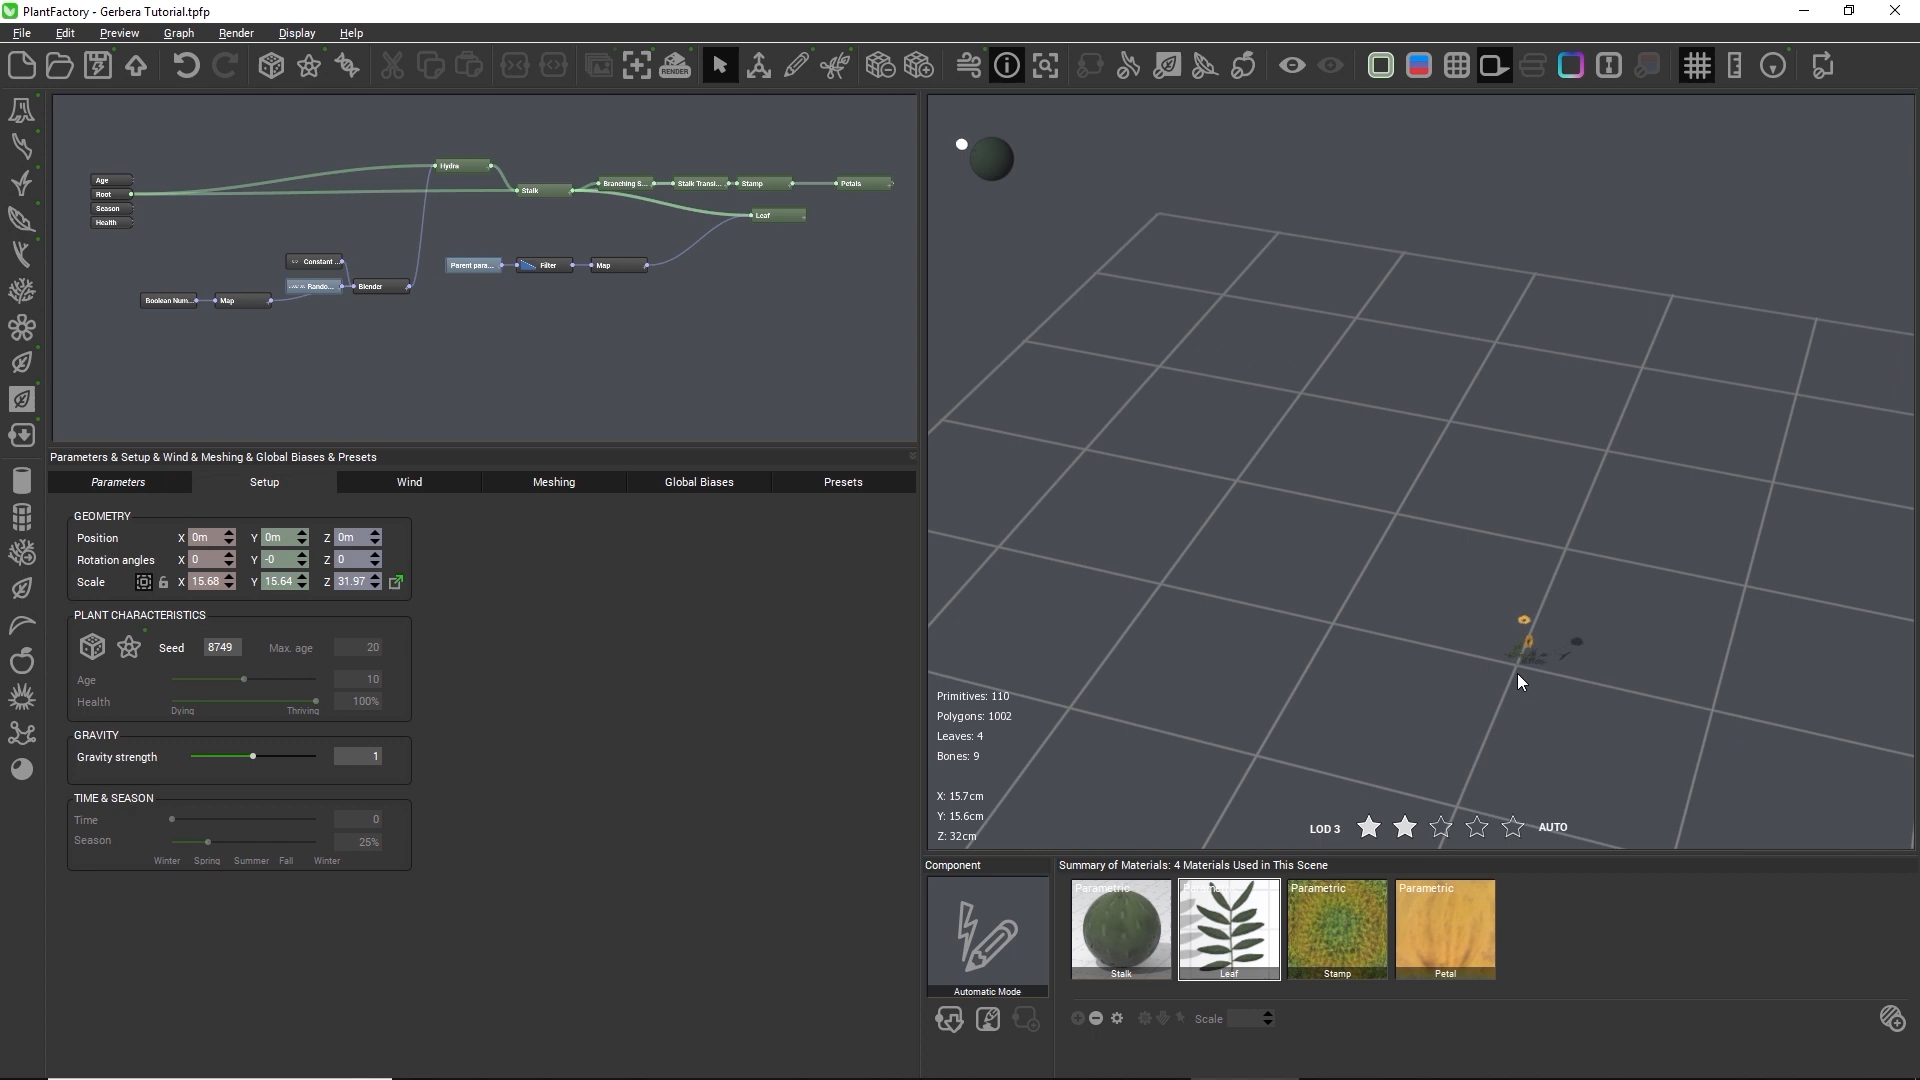 PlantFactory - Gerbera Tutorial.tpfp
File Edit Preview Graph Render Display Help
RENDER
Age
Root
Season
Health
Hydra
Stalk
Branching S...
Stalk Transi...
Stamp
Petals
Leaf
Constant ...
Rando...
Blender
Boolean Num...
Map
Parent para...
Filter
Map
Parameters & Setup & Wind & Meshing & Global Biases & Presets
Parameters Setup Wind Meshing Global Biases Presets
GEOMETRY
Position X 0m Y 0m Z 0m
Rotation angles X 0 Y -0 Z 0
Scale X 15.68 Y 15.64 Z 31.97
PLANT CHARACTERISTICS
Seed 8749 Max. age 20
Age 10
Health 100%
Dying Thriving
GRAVITY
Gravity strength 1
TIME & SEASON
Time 0
Season 25%
Winter Spring Summer Fall Winter
Primitives: 110
Polygons: 1002
Leaves: 4
Bones: 9
X: 15.7cm
Y: 15.6cm
Z: 32cm
LOD 3 AUTO
Component
Automatic Mode
Summary of Materials: 4 Materials Used in This Scene
Parametric
Stalk
Parametric
Leaf
Parametric
Stamp
Parametric
Petal
Scale